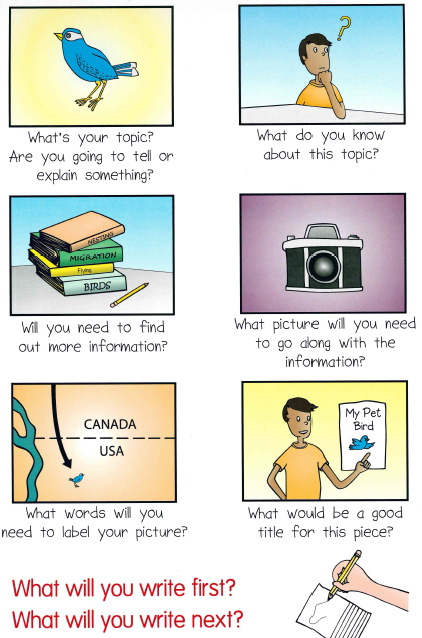 What's your topic?
Are you going to tell or
explain something?
?
What do you know
about this topic?
NESTING
MIGRATION
Flying
BIRDS
Will you need to find
out more information?
What picture will you need
to go along with the
information?
CANADA
USA
What words will you
need to label your picture?
My Pet
Bird
What would be a good
title for this piece?
What will you write first?
What will you write next?